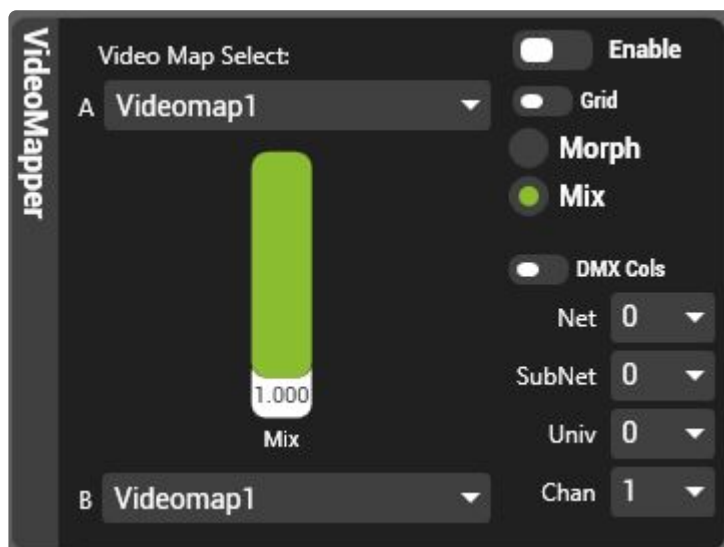 VideoMapper
Video Map Select:
A Videomap1
1.000
Mix
B Videomap1
Enable
Grid
Morph
Mix
DMX Cols
Net 0
SubNet 0
Univ 0
Chan 1